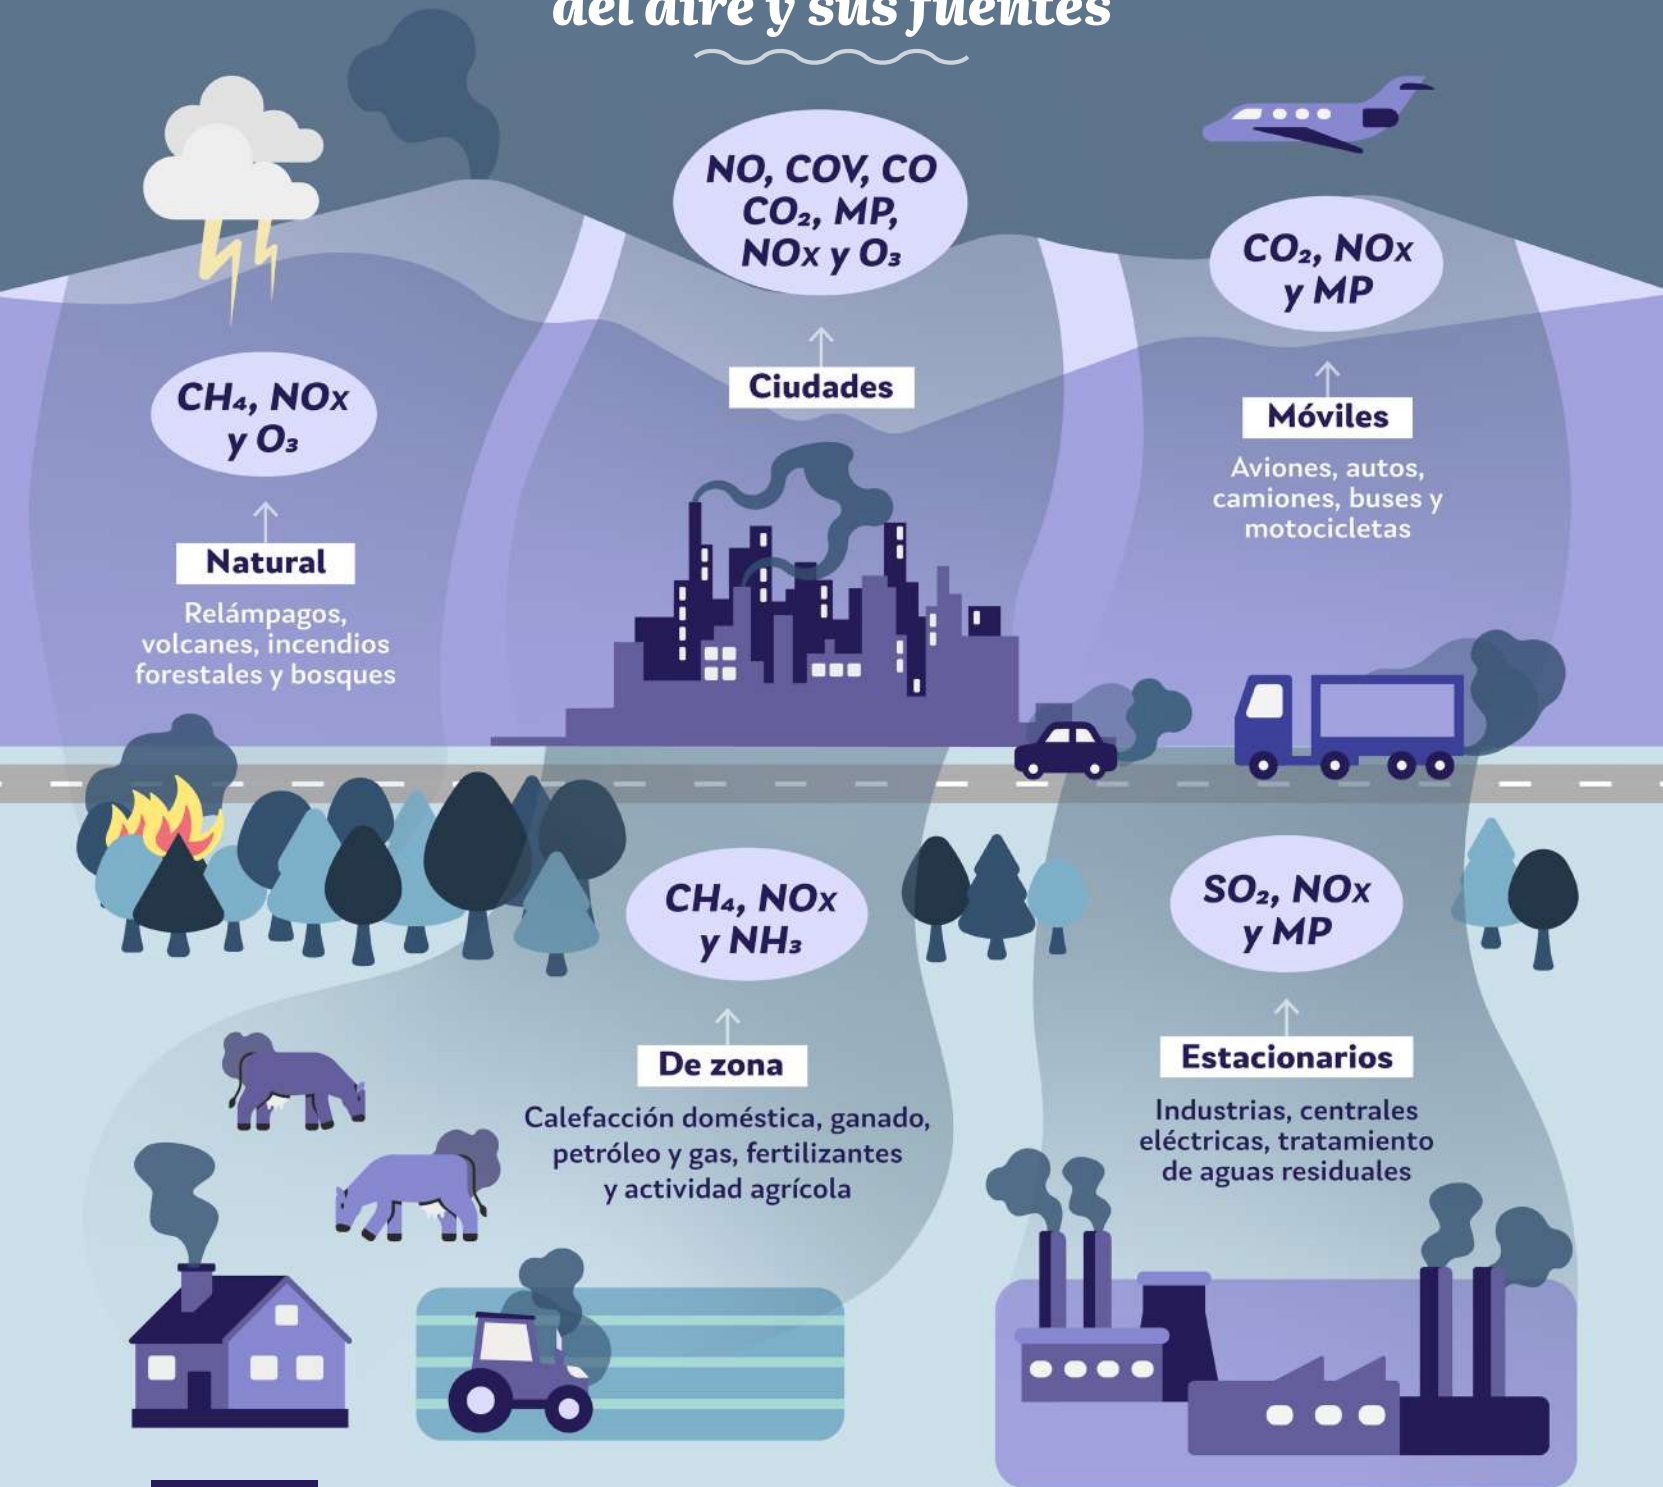 del aire y sus fuentes
NO, COV, CO
CO₂, MP,
NOx y O₃
Ciudades
CO₂, NOx
y MP
Móviles
Aviones, autos,
camiones, buses y
motocicletas
CH₄, NOx
y O₃
Natural
Relámpagos,
volcanes, incendios
forestales y bosques
CH₄, NOx
y NH₃
De zona
Calefacción doméstica, ganado,
petróleo y gas, fertilizantes
y actividad agrícola
SO₂, NOx
y MP
Estacionarios
Industrias, centrales
eléctricas, tratamiento
de aguas residuales